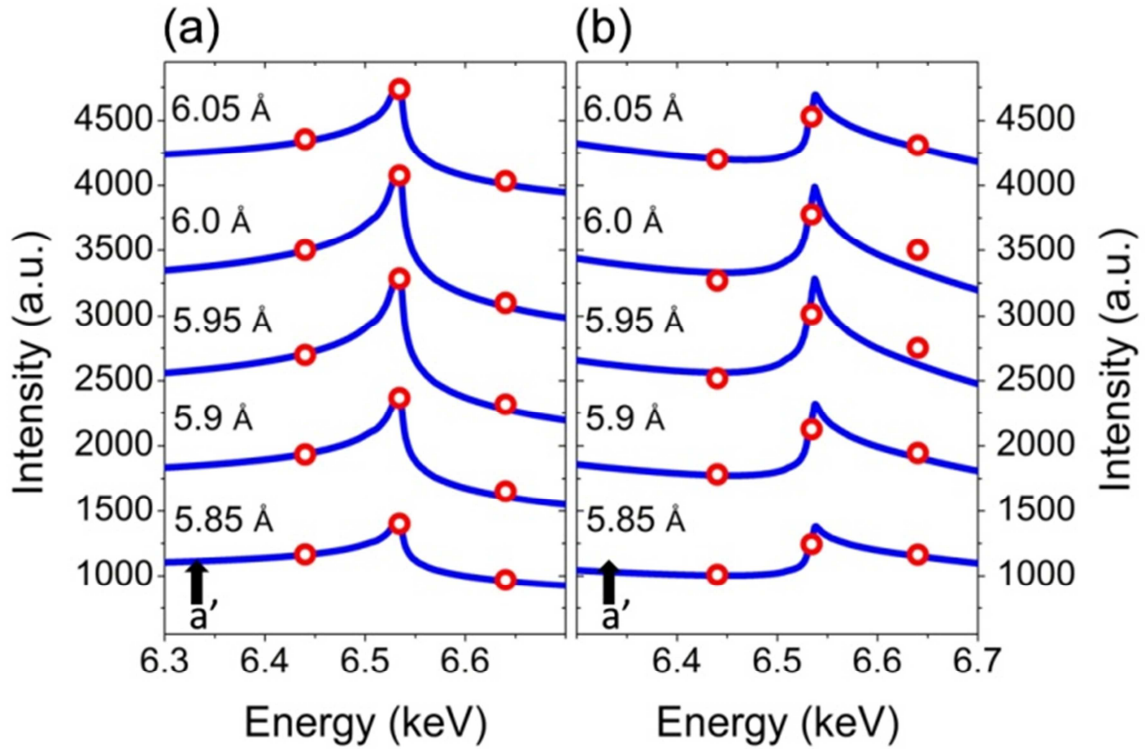 (a) (b)
6.05 Å 6.05 Å
4500 4500
4000 4000
6.0 Å 6.0 Å
3500 3500
5.95 Å 5.95 Å
3000 3000
2500 2500
5.9 Å 5.9 Å
2000 2000
1500 1500
5.85 Å 5.85 Å
1000 1000
a’ a’
Intensity (a.u.)
Intensity (a.u.)
6.3 6.4 6.5 6.6 6.4 6.5 6.6 6.7
Energy (keV) Energy (keV)